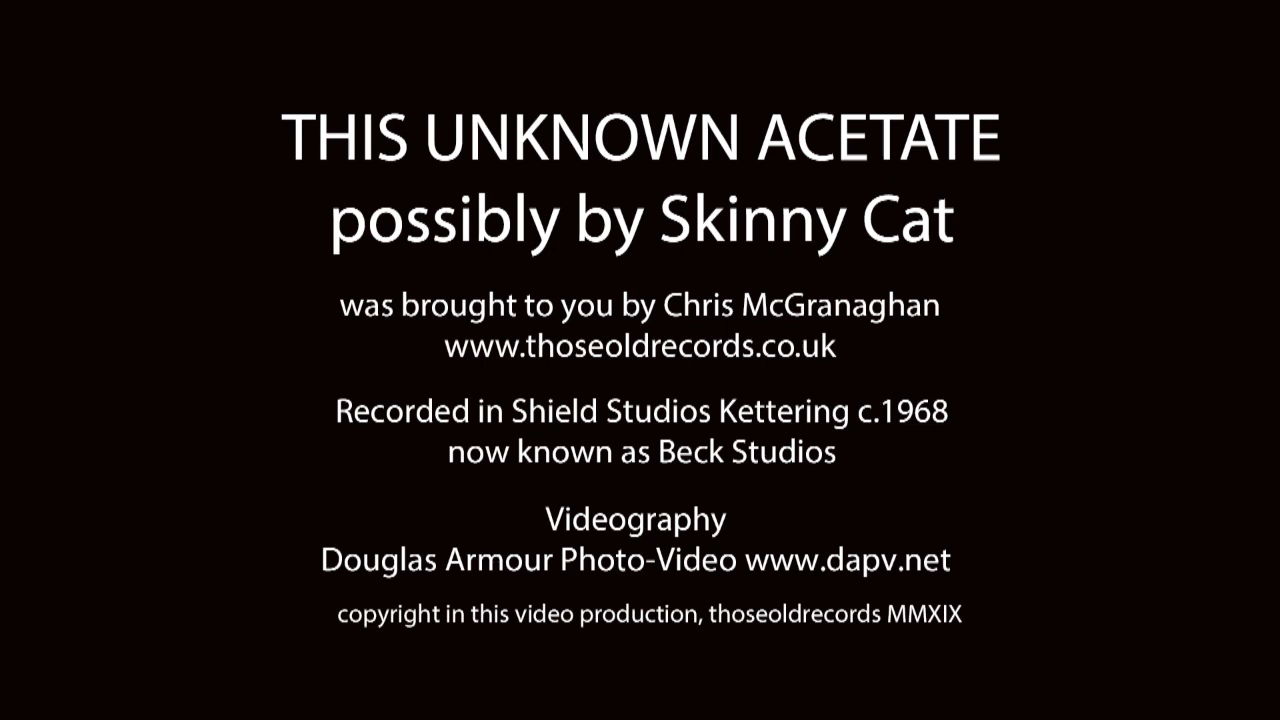 THIS UNKNOWN ACETATE
possibly by Skinny Cat
was brought to you by Chris McGranaghan
www.thoseoldrecords.co.uk
Recorded in Shield Studios Kettering c.1968
now known as Beck Studios
Videography
Douglas Armour Photo-Video www.dapv.net
copyright in this video production, thoseoldrecords MMXIX